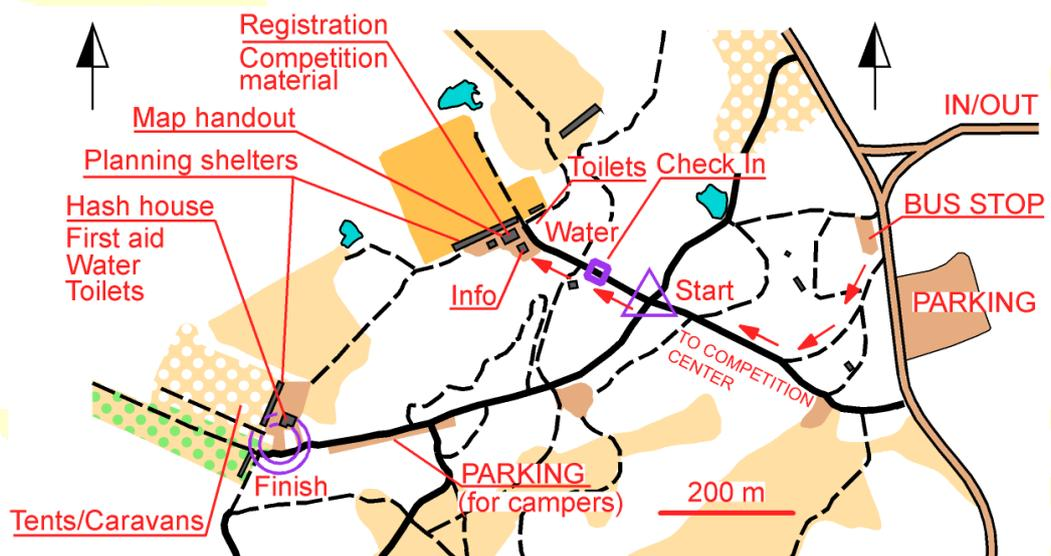 Registration
Competition
material
Map handout
Planning shelters
Hash house
First aid
Water
Toilets
Toilets
Check In
IN/OUT
BUS STOP
Water
Info
Start
PARKING
TO COMPETITION
CENTER
Finish
PARKING
(for campers)
200 m
Tents/Caravans